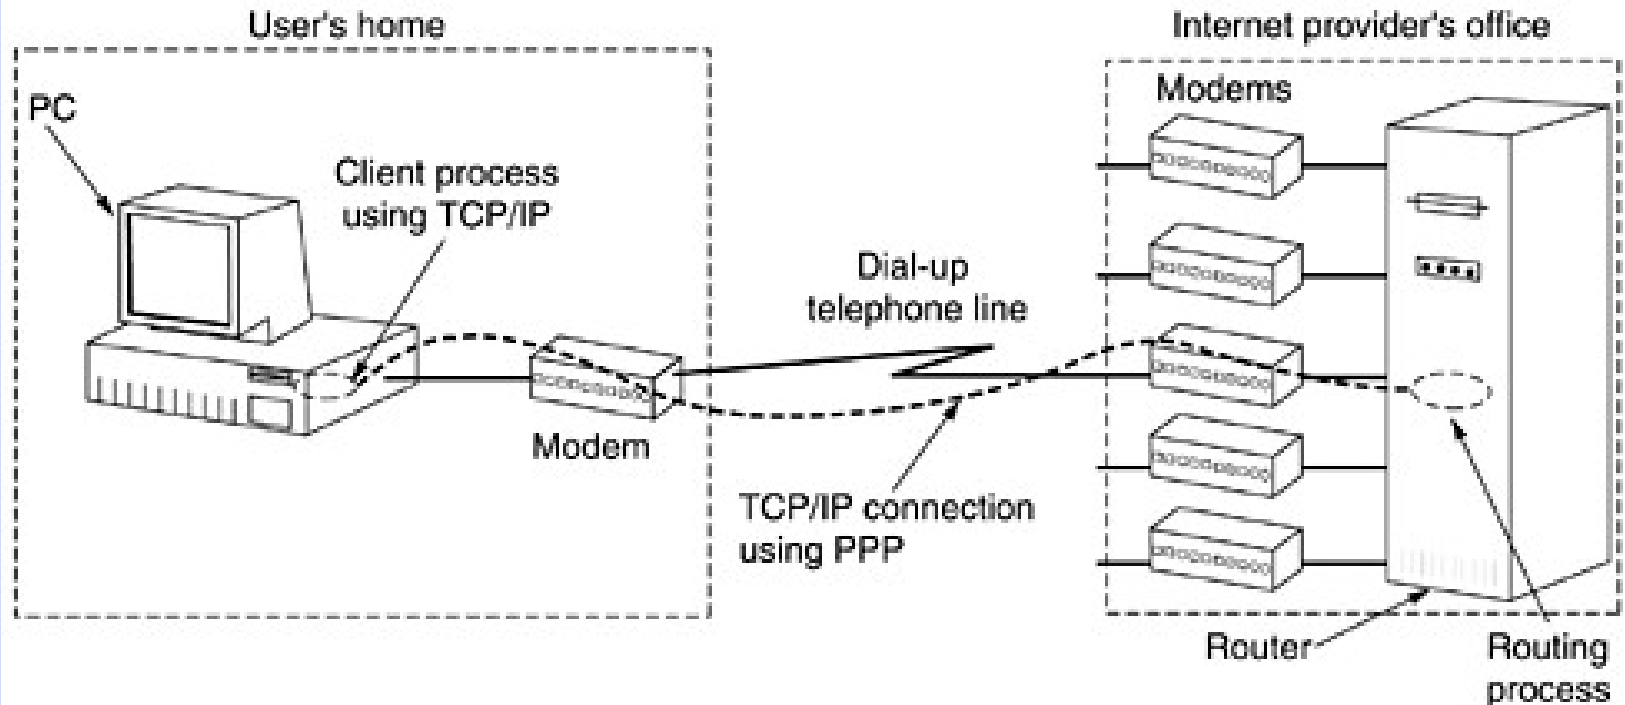 User's home
Internet provider's office
PC
Modems
Client process
using TCP/IP
Dial-up
telephone line
Modem
TCP/IP connection
using PPP
Router
Routing
process